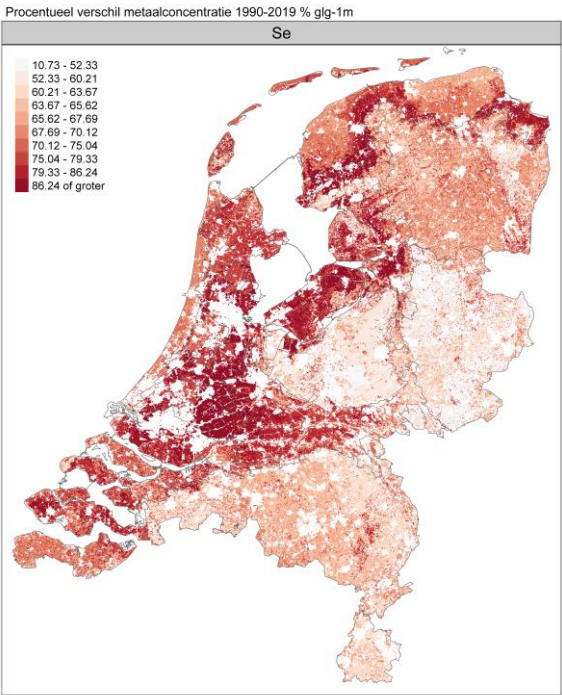 Procentueel verschil metaalconcentratie 1990-2019 % glg-1m
Se
10.73 - 52.33
52.33 - 60.21
60.21 - 63.67
63.67 - 65.62
65.62 - 67.69
67.69 - 70.12
70.12 - 75.04
75.04 - 79.33
79.33 - 86.24
86.24 of groter